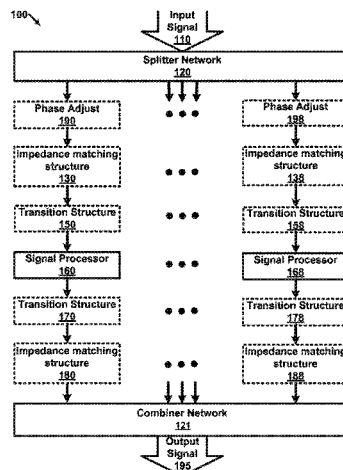 100
Input
Signal
110
Splitter Network
120
Phase Adjust
190
Phase Adjust
198
Impedance matching
structure
130
Impedance matching
structure
138
Transition Structure
150
Transition Structure
158
Signal Processor
160
Signal Processor
168
Transition Structure
170
Transition Structure
178
Impedance matching
structure
180
Impedance matching
structure
188
Combiner Network
121
Output
Signal
195